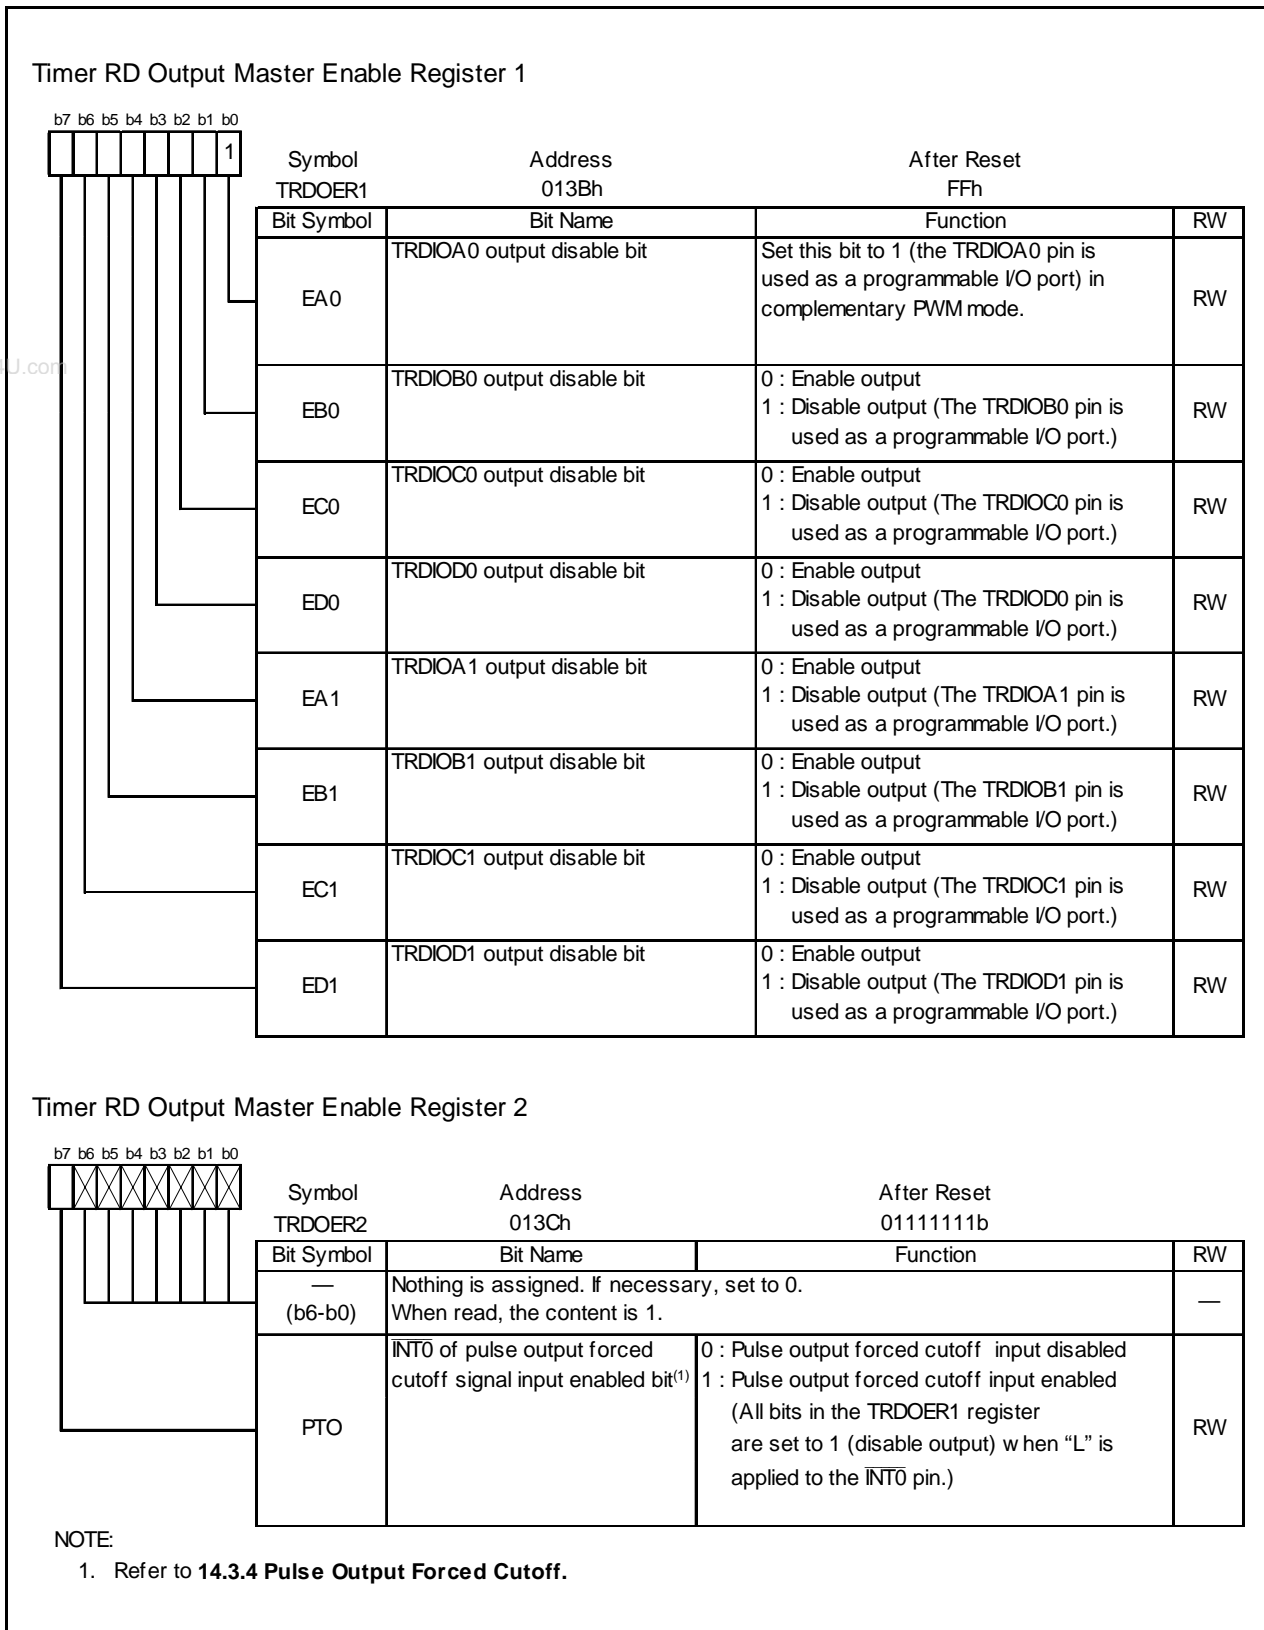 Timer RD Output Master Enable Register 1
b7 b6 b5 b4 b3 b2 b1 b0
1
Symbol Address After Reset
TRDOER1 013Bh FFh
Bit Symbol Bit Name Function RW
EA0 TRDIOA0 output disable bit Set this bit to 1 (the TRDIOA0 pin is
used as a programmable I/O port) in
complementary PWM mode. RW
EB0 TRDIOB0 output disable bit 0 : Enable output
1 : Disable output (The TRDIOB0 pin is
used as a programmable I/O port.) RW
EC0 TRDIOC0 output disable bit 0 : Enable output
1 : Disable output (The TRDIOC0 pin is
used as a programmable I/O port.) RW
ED0 TRDIOD0 output disable bit 0 : Enable output
1 : Disable output (The TRDIOD0 pin is
used as a programmable I/O port.) RW
EA1 TRDIOA1 output disable bit 0 : Enable output
1 : Disable output (The TRDIOA1 pin is
used as a programmable I/O port.) RW
EB1 TRDIOB1 output disable bit 0 : Enable output
1 : Disable output (The TRDIOB1 pin is
used as a programmable I/O port.) RW
EC1 TRDIOC1 output disable bit 0 : Enable output
1 : Disable output (The TRDIOC1 pin is
used as a programmable I/O port.) RW
ED1 TRDIOD1 output disable bit 0 : Enable output
1 : Disable output (The TRDIOD1 pin is
used as a programmable I/O port.) RW
Timer RD Output Master Enable Register 2
b7 b6 b5 b4 b3 b2 b1 b0
Symbol Address After Reset
TRDOER2 013Ch 01111111b
Bit Symbol Bit Name Function RW
— Nothing is assigned. If necessary, set to 0.
(b6-b0) When read, the content is 1. —
PTO INT0 of pulse output forced
cutoff signal input enabled bit(1)
0 : Pulse output forced cutoff input disabled
1 : Pulse output forced cutoff input enabled
(All bits in the TRDOER1 register
are set to 1 (disable output) when “L” is
applied to the INT0 pin.) RW
NOTE:
1. Refer to 14.3.4 Pulse Output Forced Cutoff.
U.com